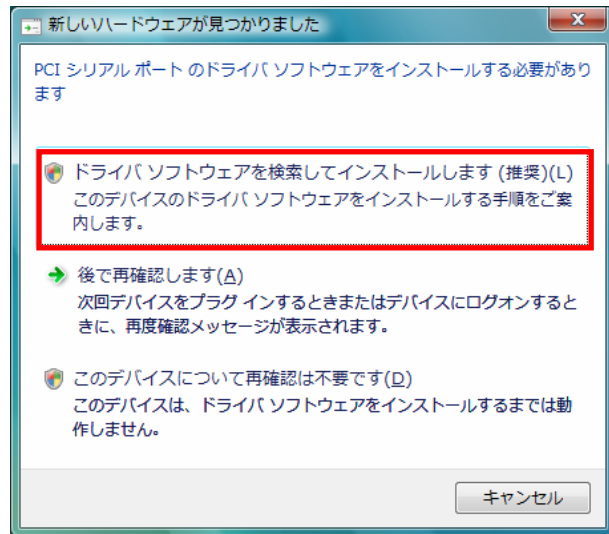 新しいハードウェアが見つかりました
PCI シリアル ポート のドライバ ソフトウェアをインストールする必要があり
ます
ドライバ ソフトウェアを検索してインストールします (推奨)(L)
このデバイスのドライバ ソフトウェアをインストールする手順をご案
内します。
後で再確認します(A)
次回デバイスをプラグ インするときまたはデバイスにログオンすると
きに、再度確認メッセージが表示されます。
このデバイスについて再確認は不要です(D)
このデバイスは、ドライバ ソフトウェアをインストールするまでは動
作しません。
キャンセル